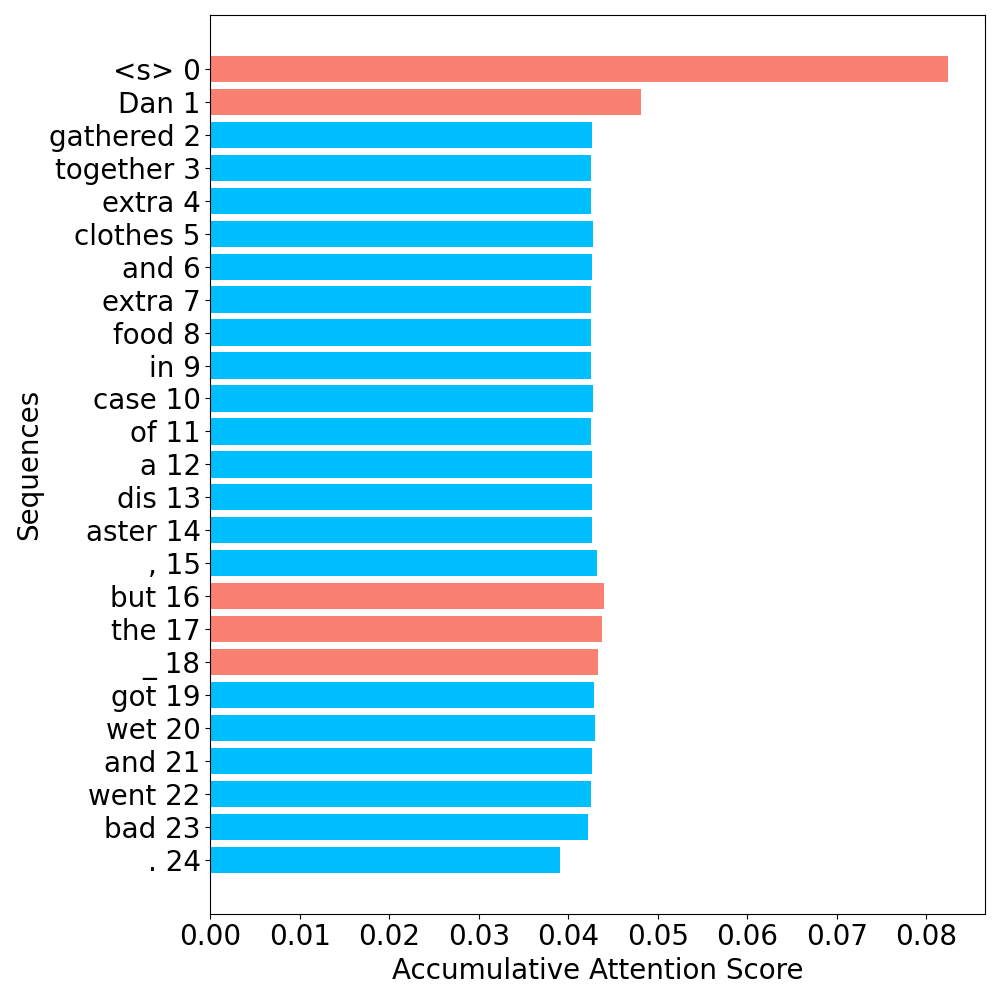 <s> 0
Dan 1
gathered 2
together 3
extra 4
clothes 5
and 6
extra 7
food 8
in 9
case 10
of 11
a 12
dis 13
aster 14
, 15
but 16
the 17
_ 18
got 19
wet 20
and 21
went 22
bad 23
. 24
Sequences
0.00 0.01 0.02 0.03 0.04 0.05 0.06 0.07 0.08
Accumulative Attention Score